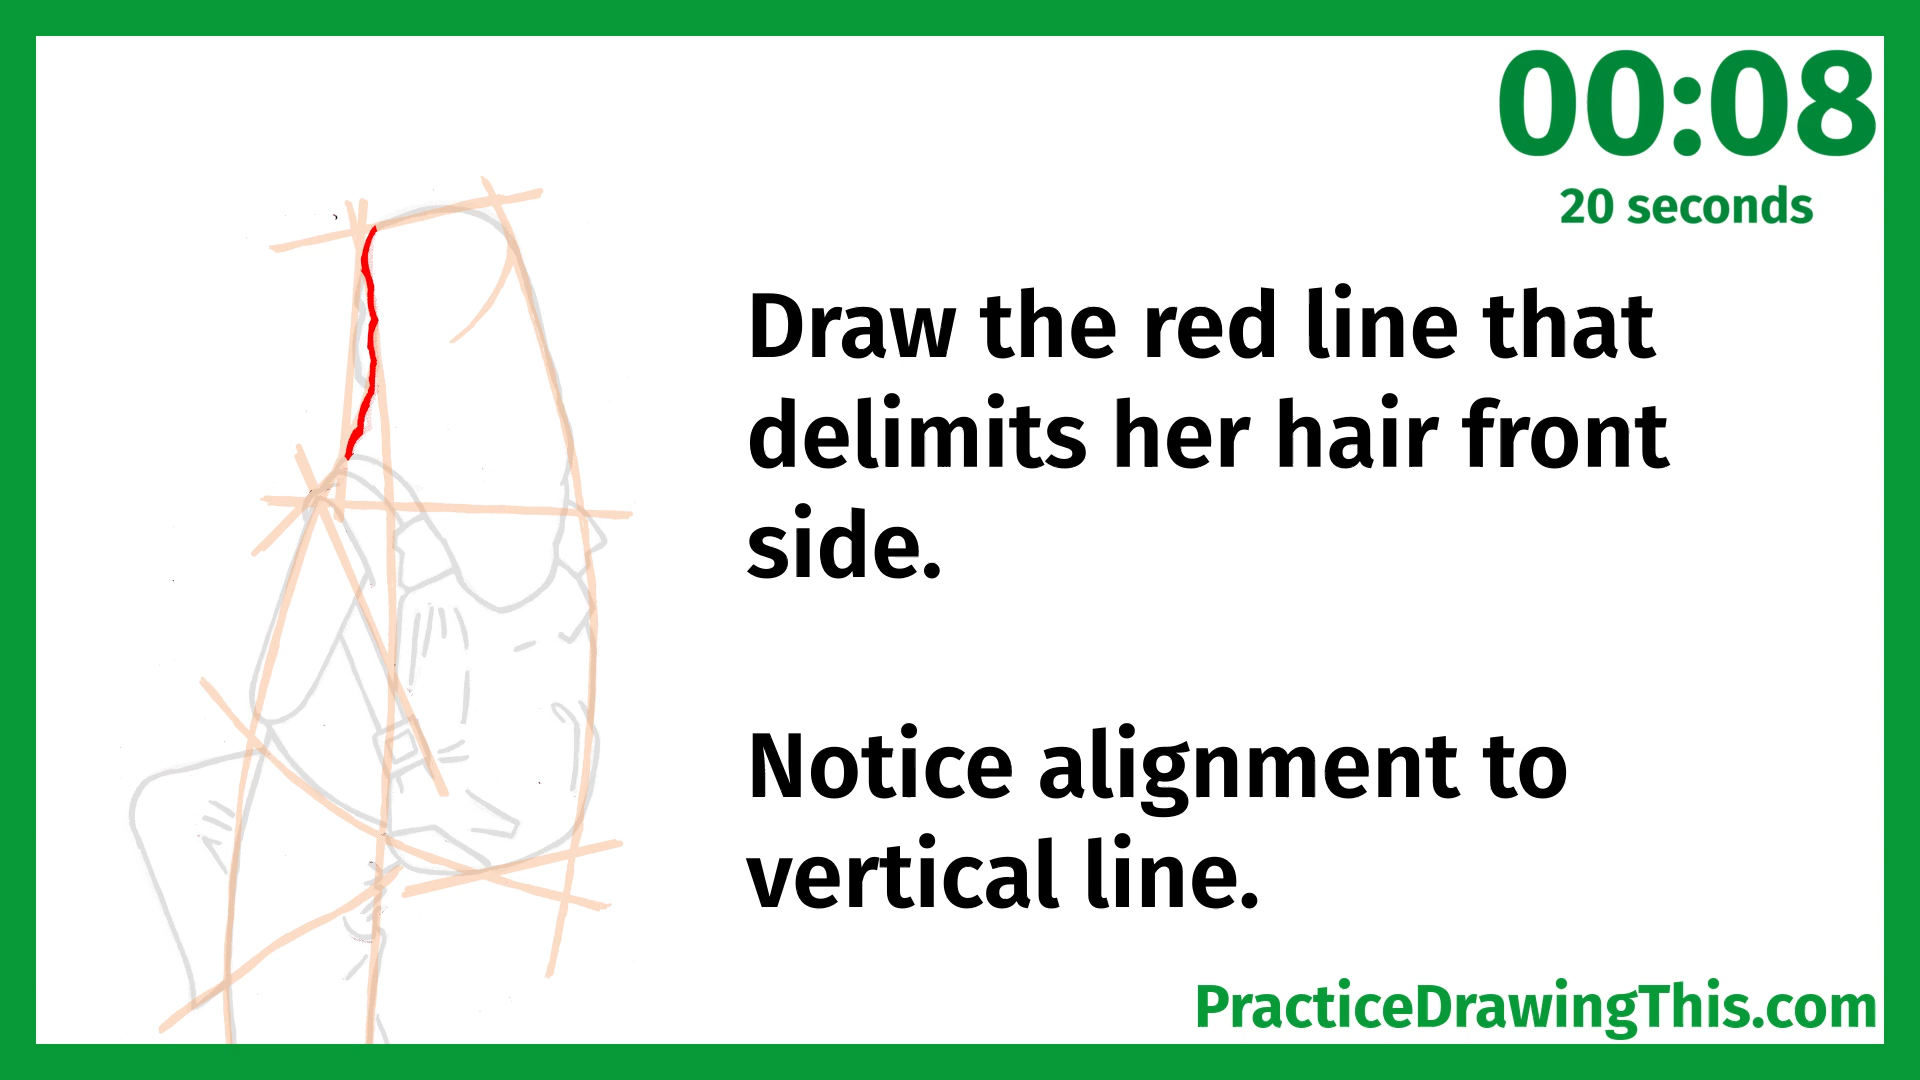 00:08
20 seconds
Draw the red line that
delimits her hair front
side.
Notice alignment to
vertical line.
PracticeDrawingThis.com